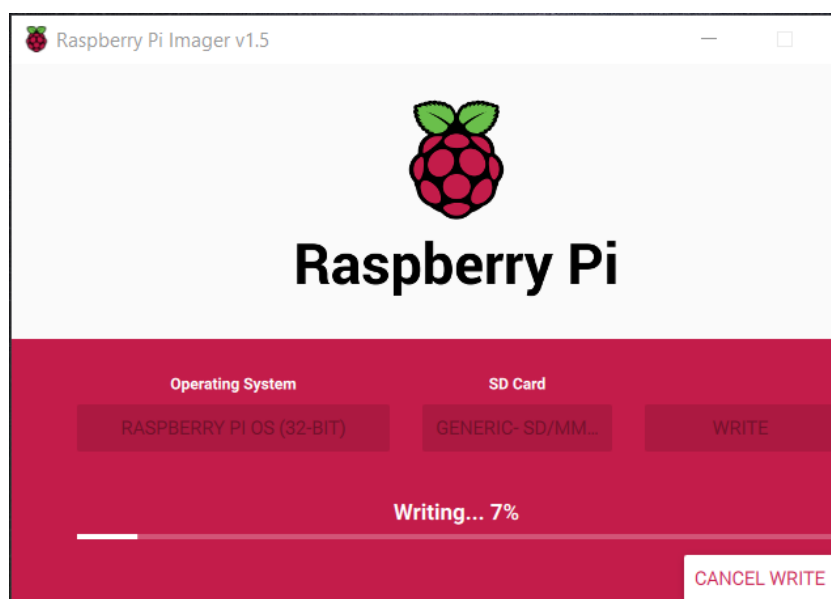 Raspberry Pi Imager v1.5
Raspberry Pi
Operating System SD Card
RASPBERRY PI OS (32-BIT) GENERIC- SD/MM... WRITE
Writing... 7%
CANCEL WRITE